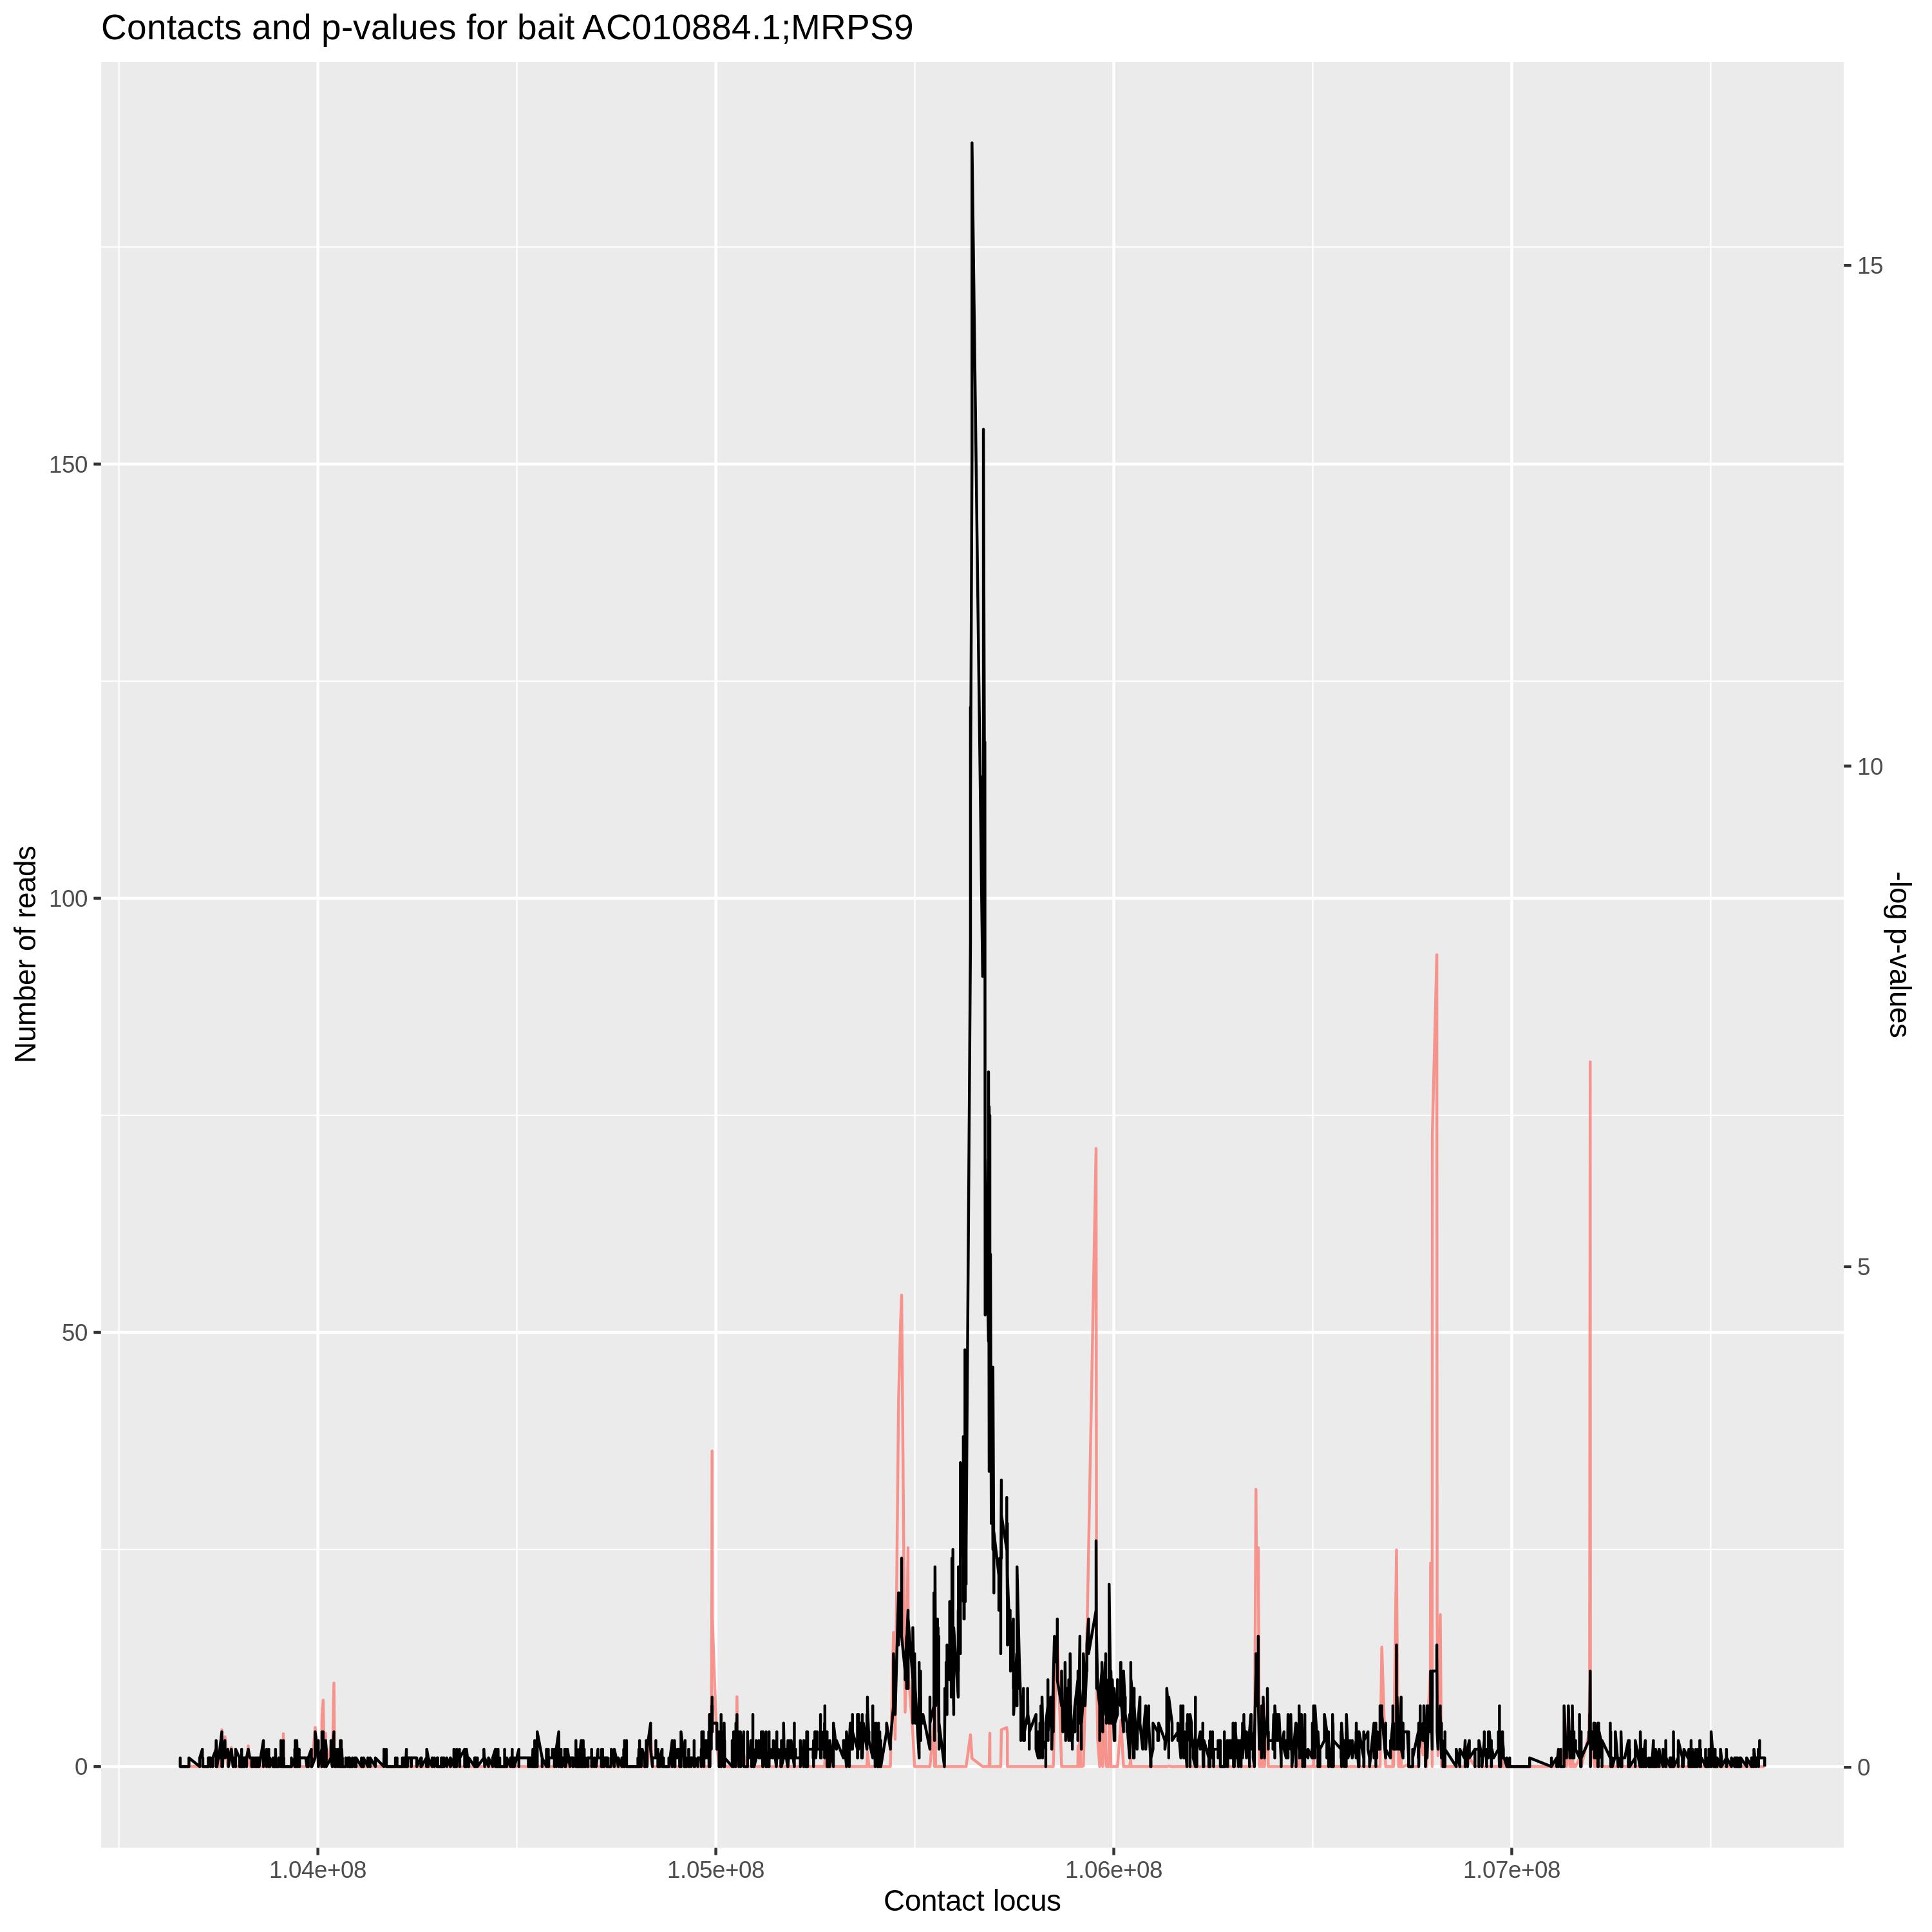 Contacts and p-values for bait AC010884.1;MRPS9
Number of reads
150
100
50
0
15
10
5
0
-log p-values
1.04e+08
1.05e+08
1.06e+08
1.07e+08
Contact locus